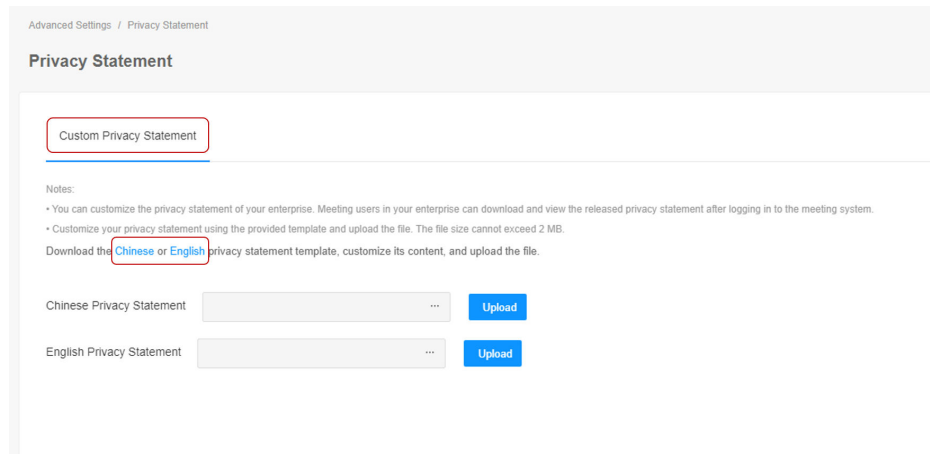 Advanced Settings / Privacy Statement
Privacy Statement
Custom Privacy Statement
Notes:
• You can customize the privacy statement of your enterprise. Meeting users in your enterprise can download and view the released privacy statement after logging in to the meeting system.
• Customize your privacy statement using the provided template and upload the file. The file size cannot exceed 2 MB.
Download the Chinese or English privacy statement template, customize its content, and upload the file.
Chinese Privacy Statement ... Upload
English Privacy Statement ... Upload